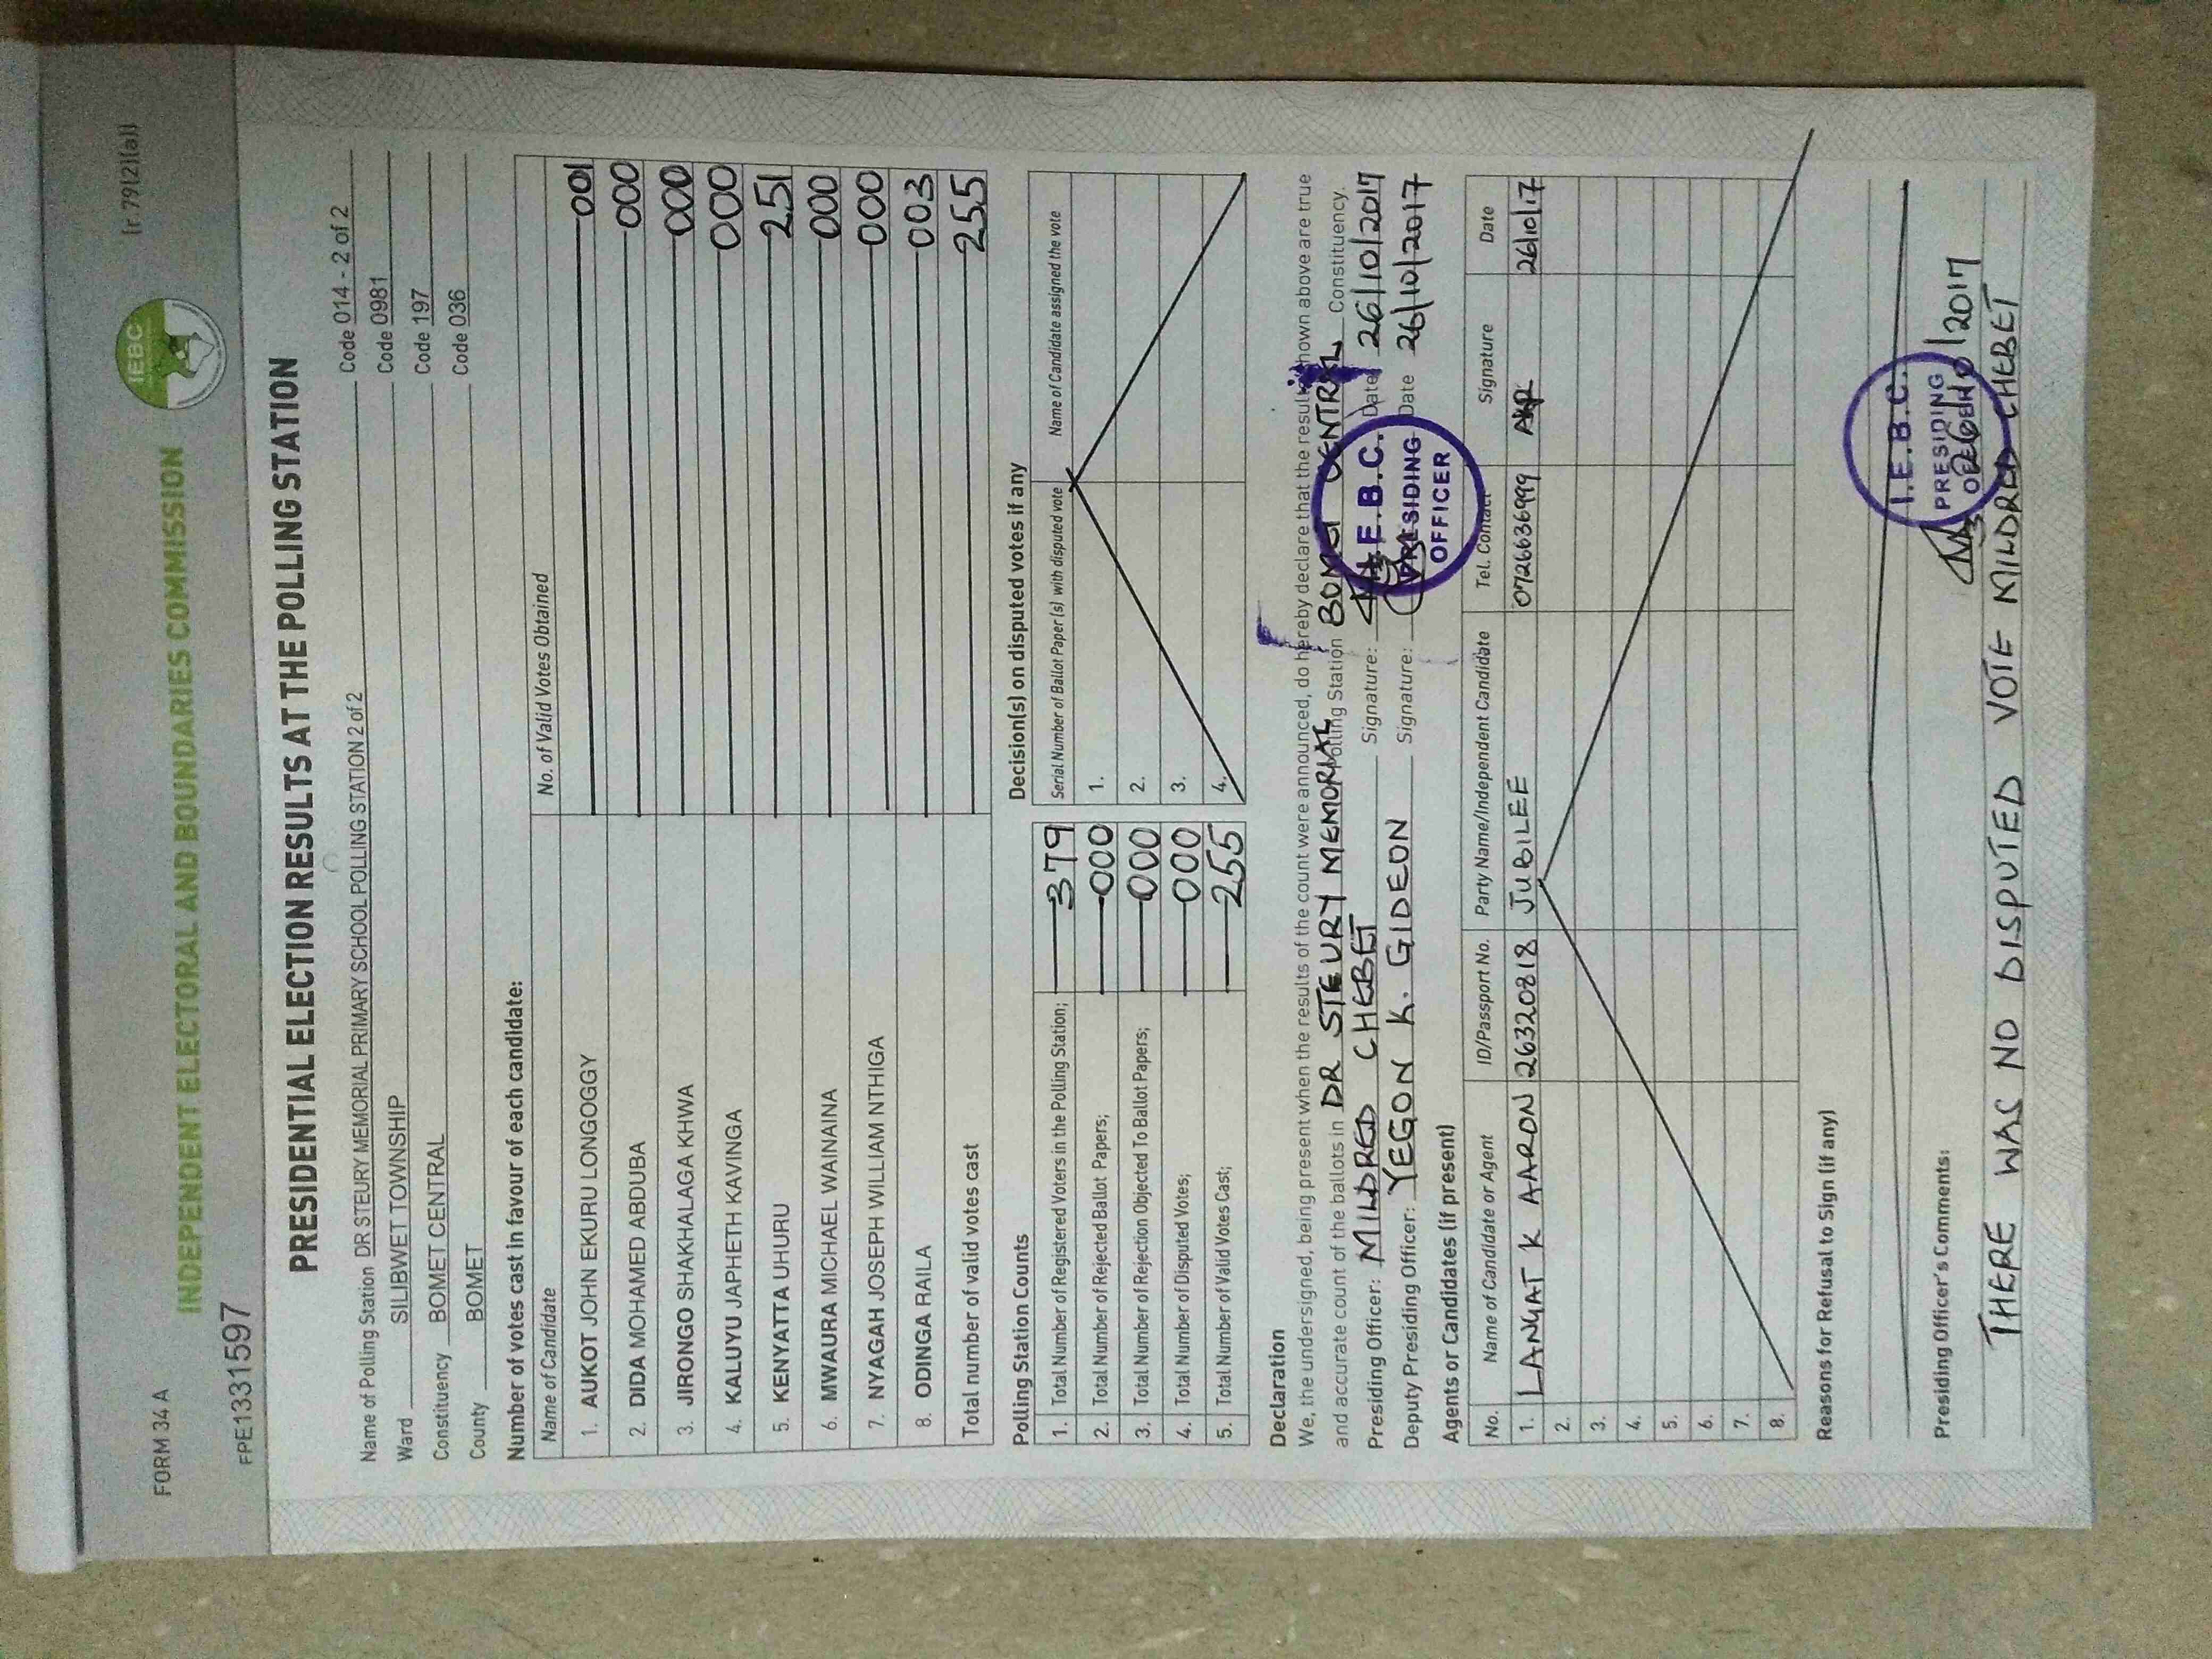 FORM 34 A
(r.79(2)(a))
IEBC
INDEPENDENT ELECTORAL AND BOUNDARIES COMMISSION
FPE1331597
PRESIDENTIAL ELECTION RESULTS AT THE POLLING STATION
Name of Polling Station DR STEURY MEMORIAL PRIMARY SCHOOL POLLING STATION 2 of 2 Code 014 - 2 of 2
Ward SILIBWET TOWNSHIP Code 0981
Constituency BOMET CENTRAL Code 197
County BOMET Code 036
Number of votes cast in favour of each candidate:
Name of Candidate No. of Valid Votes Obtained
1. AUKOT JOHN EKURU LONGOGGY 001
2. DIDA MOHAMED ABDUBA 000
3. JIRONGO SHAKHALAGA KHWA 000
4. KALUYU JAPHETH KAVINGA 000
5. KENYATTA UHURU 251
6. MWAURA MICHAEL WAINAINA 000
7. NYAGAH JOSEPH WILLIAM NTHIGA 000
8. ODINGA RAILA 003
Total number of valid votes cast 255
Polling Station Counts
1. Total Number of Registered Voters in the Polling Station; 379
2. Total Number of Rejected Ballot Papers; 000
3. Total Number of Rejection Objected To Ballot Papers; 000
4. Total Number of Disputed Votes; 000
5. Total Number of Valid Votes Cast; 255
Decision(s) on disputed votes if any
Serial Number of Ballot Paper (s) with disputed vote Name of Candidate assigned the vote
1.
2.
3.
4.
Declaration
We, the undersigned, being present when the results of the count were announced, do hereby declare that the results shown above are true
and accurate count of the ballots in DR STEURY MEMORIAL Polling Station BOMET CENTRAL Constituency.
Presiding Officer: MILDRED CHEBET Signature: Date 26/10/2017
Deputy Presiding Officer: YEGON K. GIDEON Signature: Date 26/10/2017
I.E.B.C.
PRESIDING
OFFICER
Agents or Candidates (if present)
No. Name of Candidate or Agent ID/Passport No. Party Name/Independent Candidate Tel. Contact Signature Date
1. LANGAT K AARON 26320818 JUBILEE 0726636999 26/10/17
2.
3.
4.
5.
6.
7.
8.
Reasons for Refusal to Sign (if any)
I.E.B.C.
PRESIDING
OFFICER
Presiding Officer's Comments:
26/10/2017
THERE WAS NO DISPUTED VOTE MILDRED CHEBET